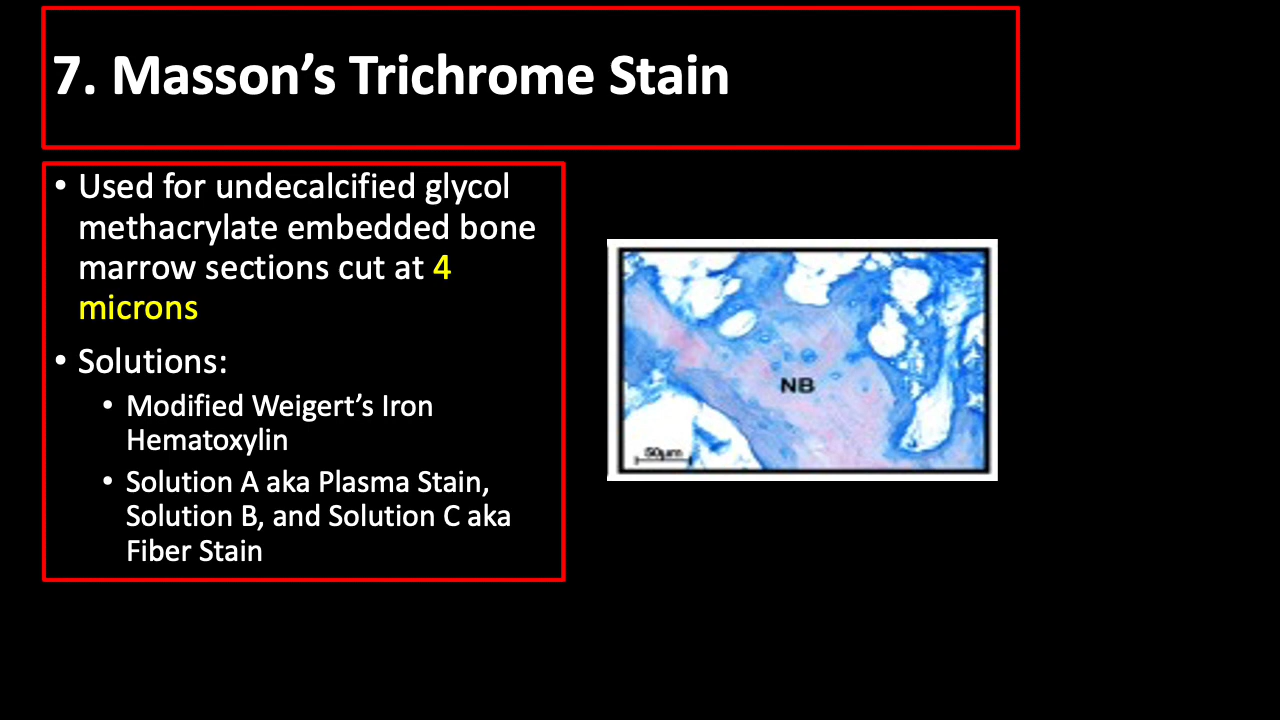 7. Masson’s Trichrome Stain
• Used for undecalcified glycol
methacrylate embedded bone
marrow sections cut at 4
microns
• Solutions:
• Modified Weigert’s Iron
Hematoxylin
• Solution A aka Plasma Stain,
Solution B, and Solution C aka
Fiber Stain
NB
50μm